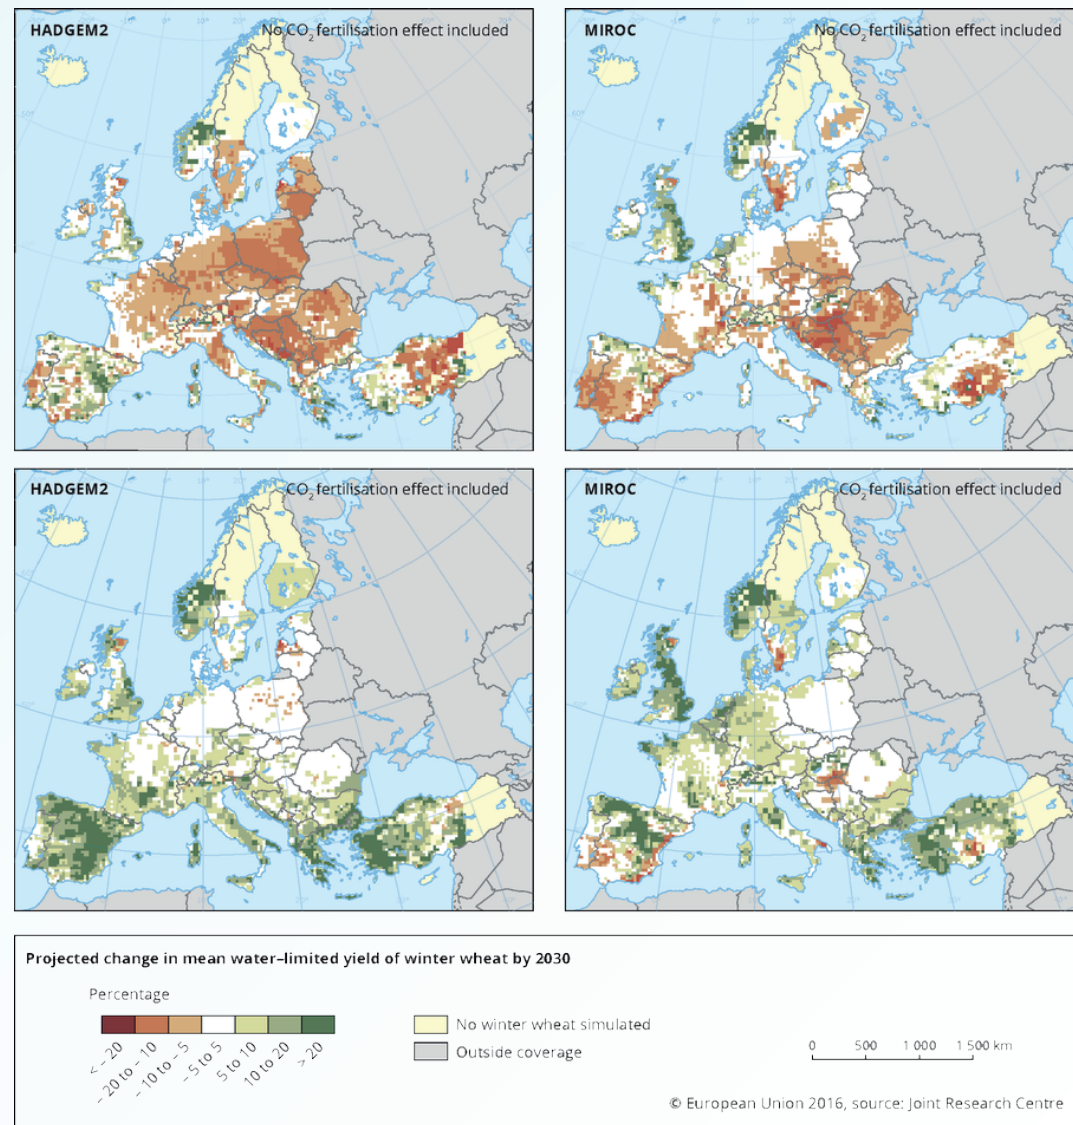 HADGEM2
No CO2 fertilisation effect included
MIROC
No CO2 fertilisation effect included
HADGEM2
CO2 fertilisation effect included
MIROC
CO2 fertilisation effect included
Projected change in mean water–limited yield of winter wheat by 2030
Percentage
< – 20
– 20 to – 10
– 10 to – 5
– 5 to 5
5 to 10
10 to 20
> 20
No winter wheat simulated
Outside coverage
0 500 1 000 1 500 km
© European Union 2016, source: Joint Research Centre